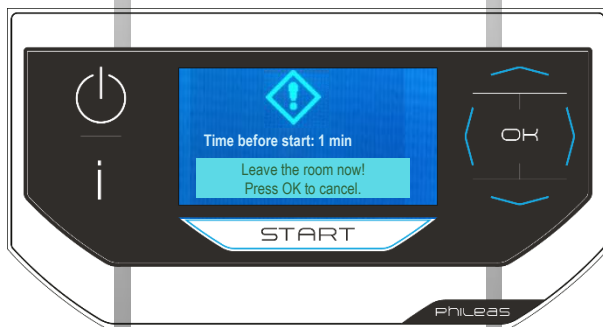 Time before start: 1 min
Leave the room now!
Press OK to cancel.
i
OK
START
PHILEAS